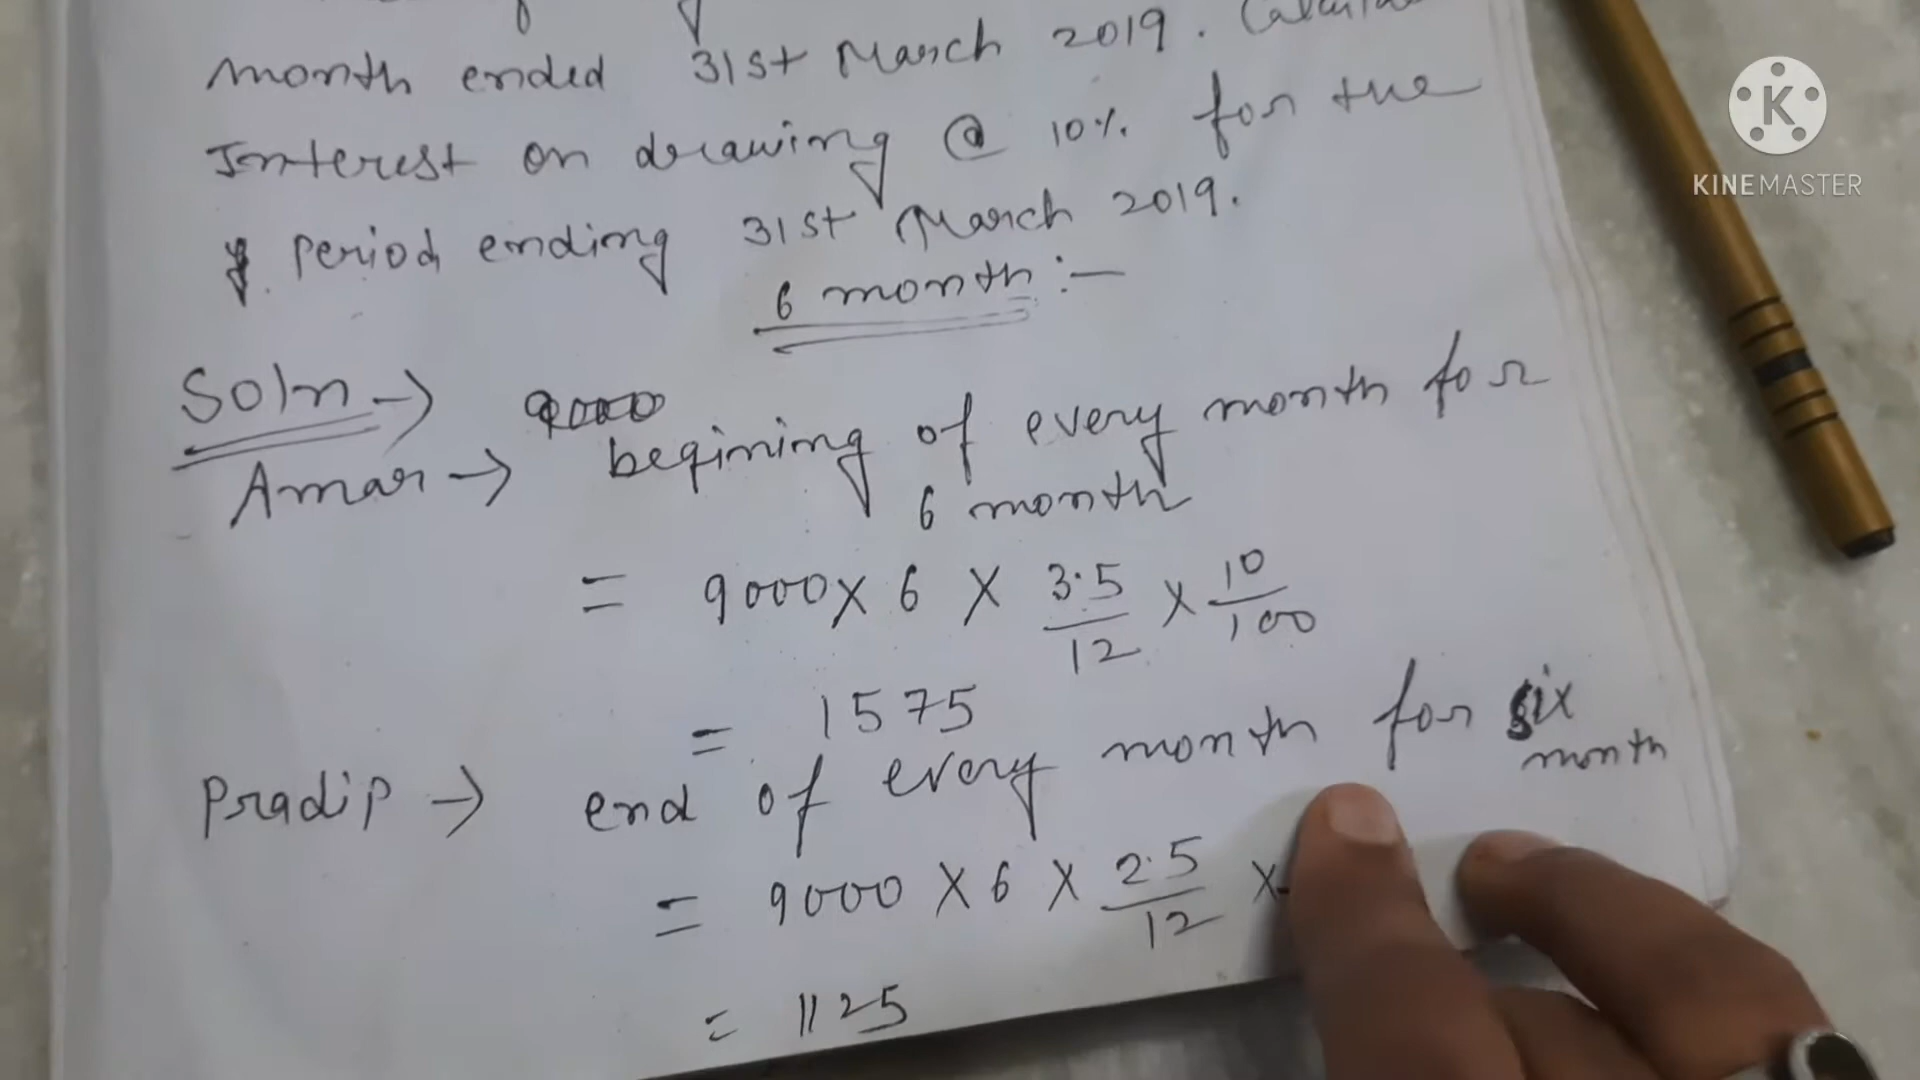 month ended 31st March 2019. Calculate
Interest on drawing @ 10% for the
period ending 31st March 2019.
6 month :-
Soln → 9000
Amar → begining of every month for
6 month
= 9000 x 6 x 3.5/12 x 10/100
= 1575
Pradip → end of every month for six
month
= 9000 x 6 x 2.5/12 x
= 1125
K
KINEMASTER